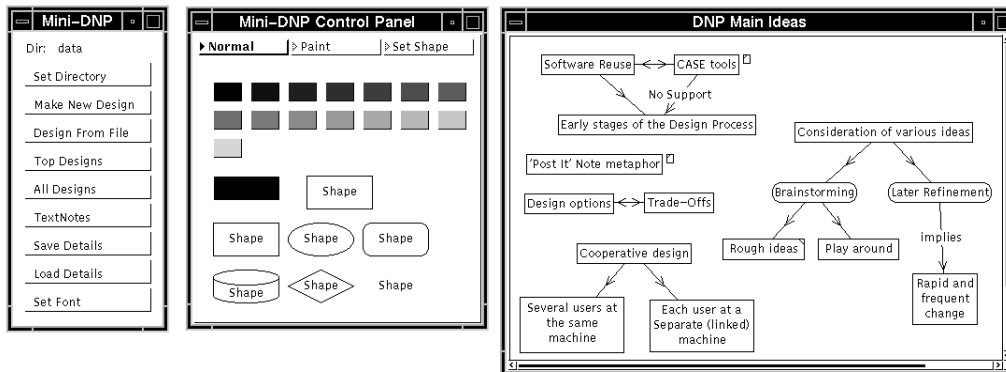 Mini-DNP
Dir: data
Set Directory
Make New Design
Design From File
Top Designs
All Designs
TextNotes
Save Details
Load Details
Set Font
Mini-DNP Control Panel
Normal
Paint
Set Shape
Shape
Shape
Shape
Shape
Shape
Shape
Shape
DNP Main Ideas
Software Reuse
CASE tools
No Support
Early stages of the Design Process
Consideration of various ideas
'Post It' Note metaphor
Brainstorming
Later Refinement
Design options
Trade-Offs
implies
Rough ideas
Play around
Cooperative design
Rapid and
frequent
change
Several users at
the same
machine
Each user at a
Separate (linked)
machine